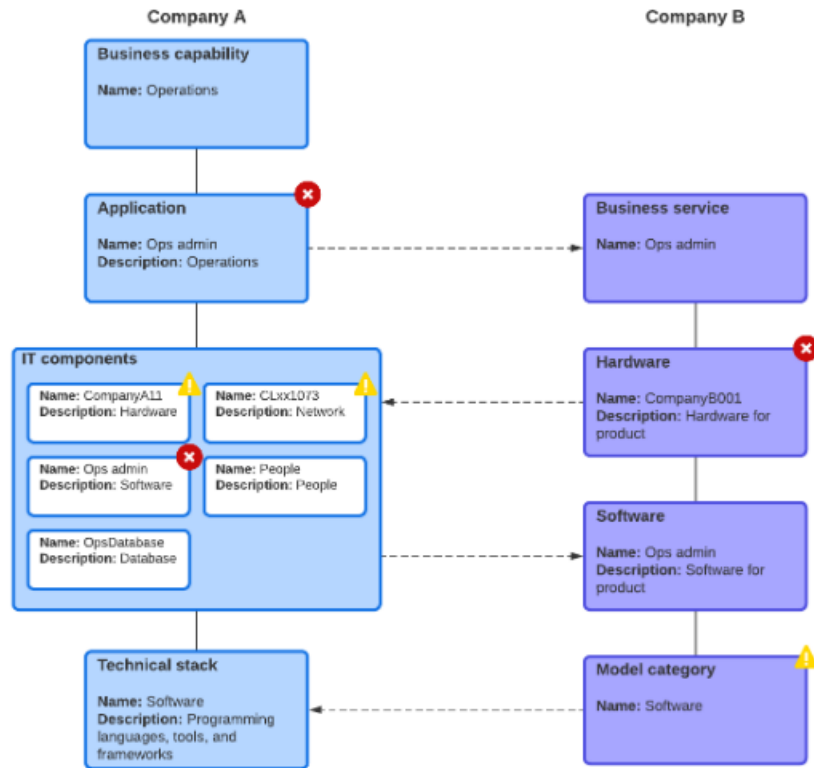 Company A
Company B
Business capability
Name: Operations
Application
Name: Ops admin
Description: Operations
Business service
Name: Ops admin
IT components
Name: CompanyA11
Description: Hardware
Name: CLxx1073
Description: Network
Name: Ops admin
Description: Software
Name: People
Description: People
Name: OpsDatabase
Description: Database
Hardware
Name: CompanyB001
Description: Hardware for
product
Software
Name: Ops admin
Description: Software for
product
Technical stack
Name: Software
Description: Programming
languages, tools, and
frameworks
Model category
Name: Software